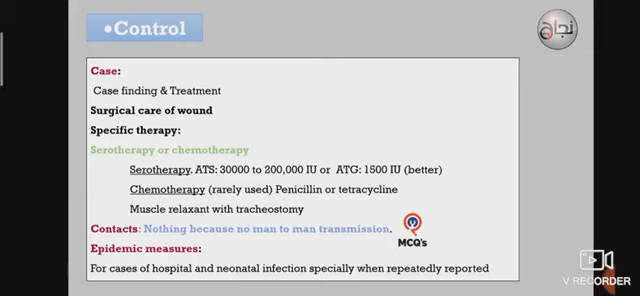 •Control
نجاح
Case:
Case finding & Treatment
Surgical care of wound
Specific therapy:
Serotherapy or chemotherapy
Serotherapy. ATS: 30000 to 200,000 IU or ATG: 1500 IU (better)
Chemotherapy (rarely used) Penicillin or tetracycline
Muscle relaxant with tracheostomy
Contacts: Nothing because no man to man transmission.
MCQ's
Epidemic measures:
For cases of hospital and neonatal infection specially when repeatedly reported
V RECORDER